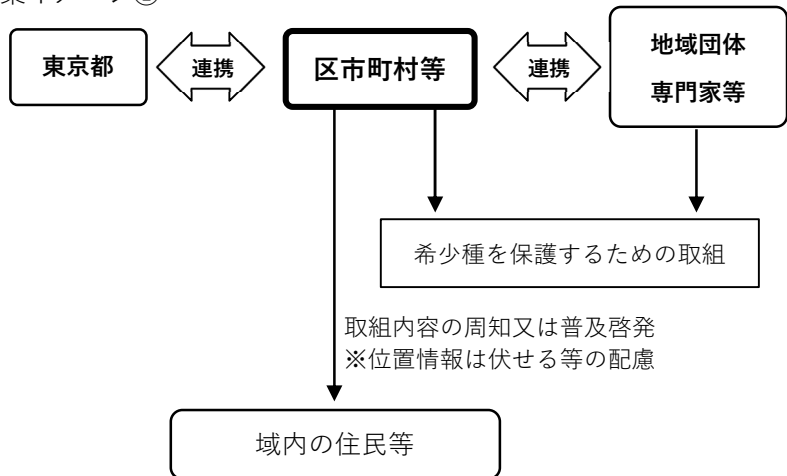 東京都
連携
区市町村等
連携
地域団体
専門家等
希少種を保護するための取組
取組内容の周知又は普及啓発
※位置情報は伏せる等の配慮
域内の住民等